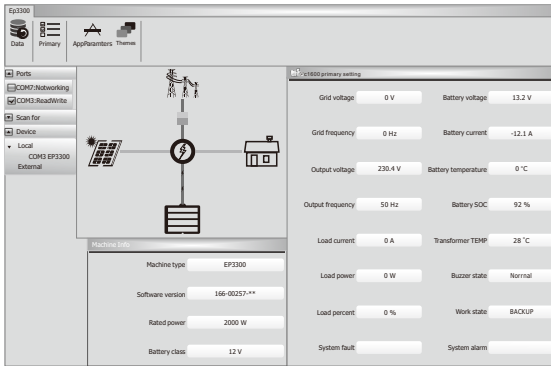 Ep3300
Data Primary AppParamters Themes
Ports
COM7:Notworking
COM3:ReadWrite
Scan for
Device
Local
COM3 EP3300
External
Machine Info
Machine type EP3300
Software version 166-00257-**
Rated power 2000 W
Battery class 12 V
c1600 primary setting
Grid voltage 0 V Battery voltage 13.2 V
Grid frequency 0 Hz Battery current -12.1 A
Output voltage 230.4 V Battery temperature 0 °C
Output frequency 50 Hz Battery SOC 92 %
Load current 0 A Transformer TEMP 28 °C
Load power 0 W Buzzer state Norrnal
Load percent 0 % Work state BACKUP
System fault System alarm